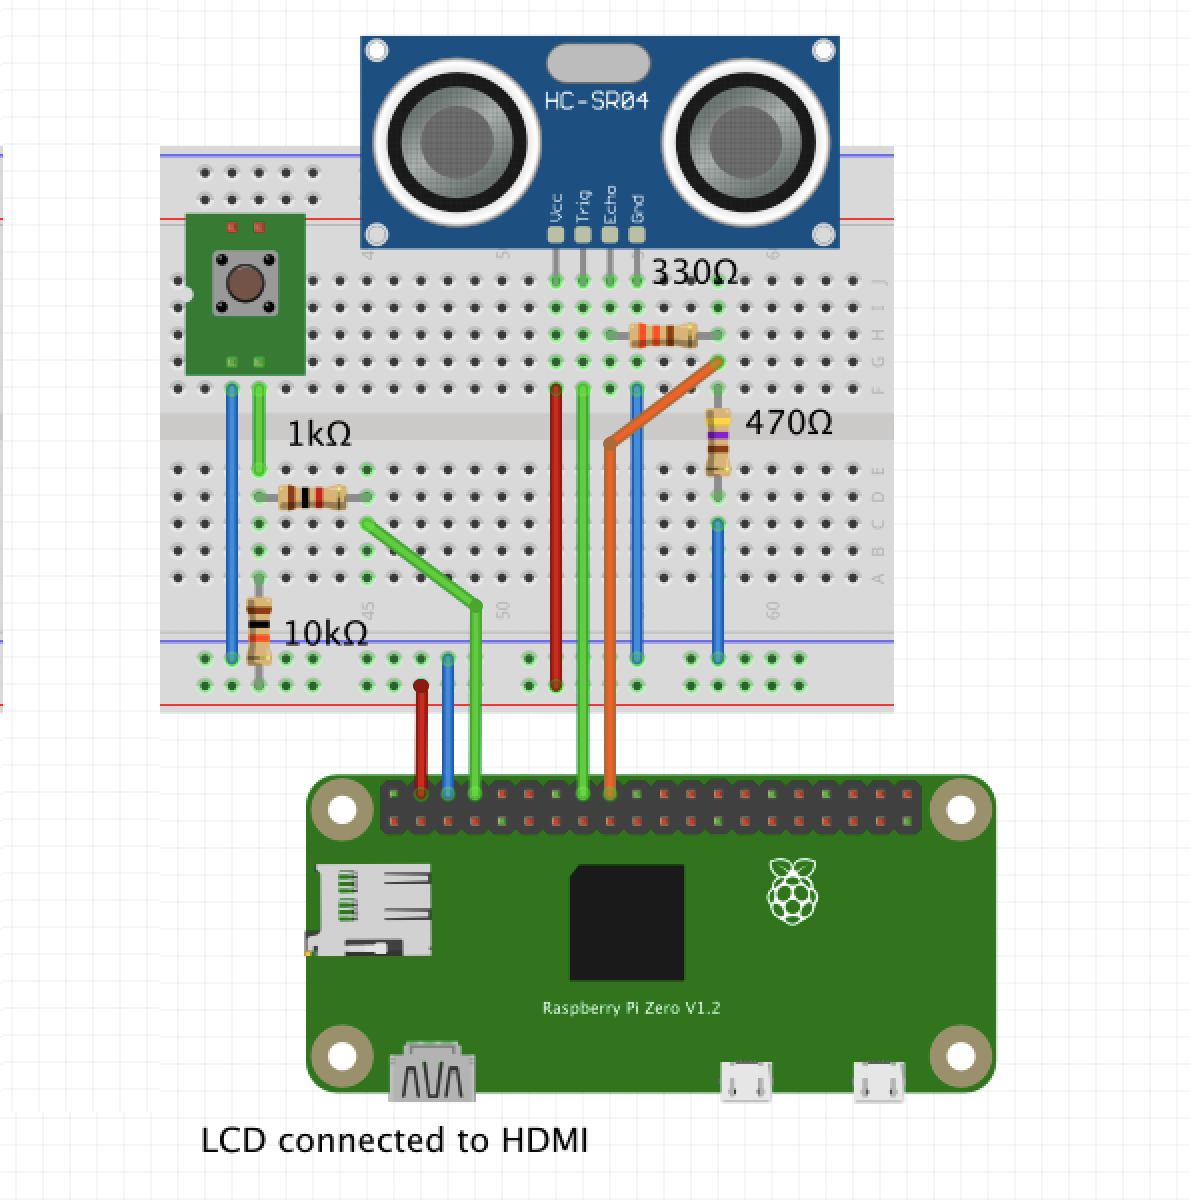 HC-SR04
Vcc
Trig
Echo
Gnd
330Ω
J
I
H
G
F
470Ω
1kΩ
E
D
C
B
A
45
50
60
10kΩ
Raspberry Pi Zero V1.2
LCD connected to HDMI